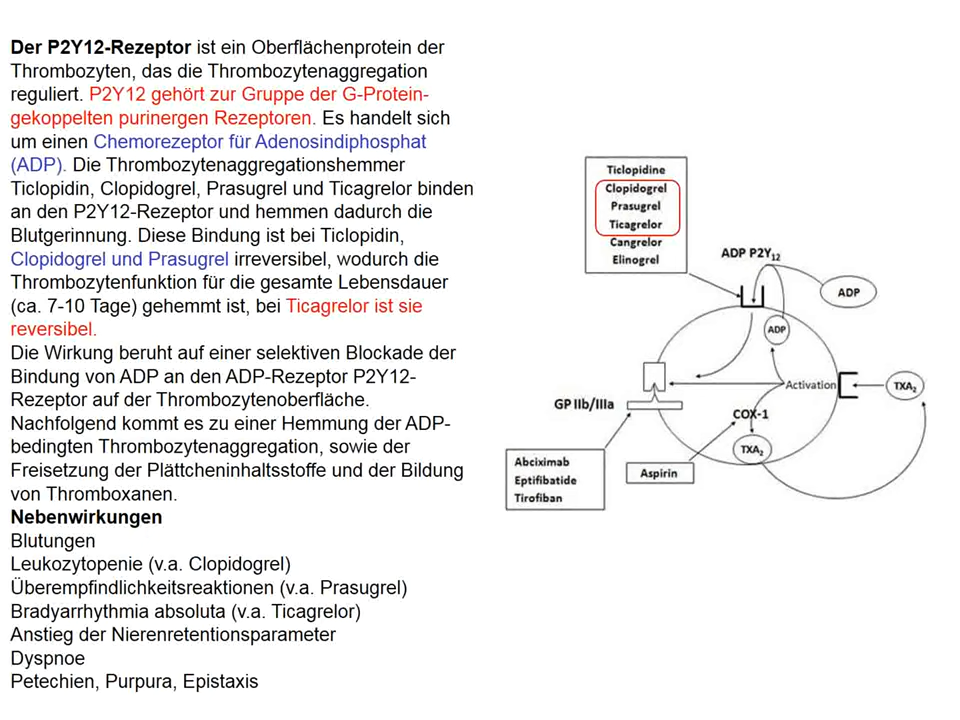 Der P2Y12-Rezeptor ist ein Oberflächenprotein der
Thrombozyten, das die Thrombozytenaggregation
reguliert. P2Y12 gehört zur Gruppe der G-Protein-
gekoppelten purinergen Rezeptoren. Es handelt sich
um einen Chemorezeptor für Adenosindiphosphat
(ADP). Die Thrombozytenaggregationshemmer
Ticlopidin, Clopidogrel, Prasugrel und Ticagrelor binden
an den P2Y12-Rezeptor und hemmen dadurch die
Blutgerinnung. Diese Bindung ist bei Ticlopidin,
Clopidogrel und Prasugrel irreversibel, wodurch die
Thrombozytenfunktion für die gesamte Lebensdauer
(ca. 7-10 Tage) gehemmt ist, bei Ticagrelor ist sie
reversibel.
Die Wirkung beruht auf einer selektiven Blockade der
Bindung von ADP an den ADP-Rezeptor P2Y12-
Rezeptor auf der Thrombozytenoberfläche.
Nachfolgend kommt es zu einer Hemmung der ADP-
bedingten Thrombozytenaggregation, sowie der
Freisetzung der Plättcheninhaltsstoffe und der Bildung
von Thromboxanen.
Nebenwirkungen
Blutungen
Leukozytopenie (v.a. Clopidogrel)
Überempfindlichkeitsreaktionen (v.a. Prasugrel)
Bradyarrhythmia absoluta (v.a. Ticagrelor)
Anstieg der Nierenretentionsparameter
Dyspnoe
Petechien, Purpura, Epistaxis
Ticlopidine
Clopidogrel
Prasugrel
Ticagrelor
Cangrelor
Elinogrel
ADP P2Y12
ADP
ADP
Activation
TXA2
GP IIb/IIIa
COX-1
TXA2
Abciximab
Eptifibatide
Tirofiban
Aspirin